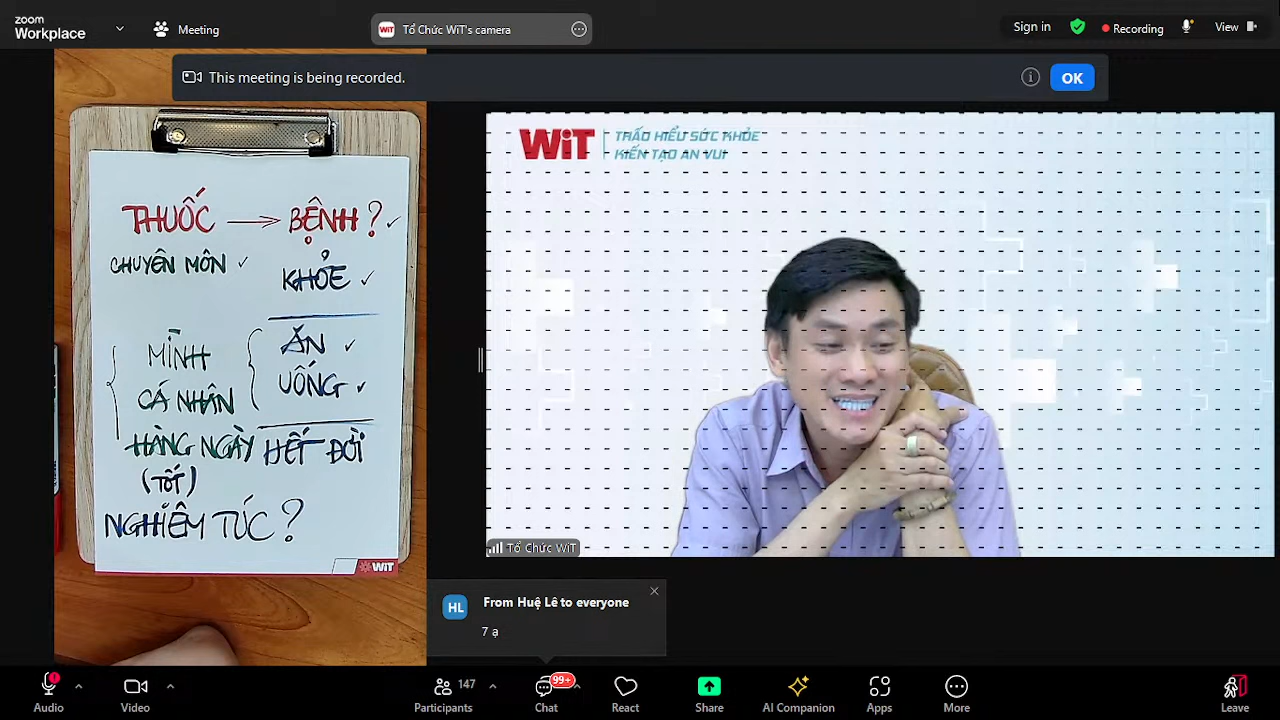 zoom
Workplace
Meeting
WiT Tổ Chức WiT's camera
Sign in
Recording
View
This meeting is being recorded.
OK
THUỐC → BỆNH? ✓
CHUYÊN MÔN ✓
KHỎE ✓
ĂN ✓
UỐNG ✓
MÌNH
CÁ NHÂN
HÀNG NGÀY HẾT ĐỜI
(TỐT)
NGHIÊM TÚC?
WiT
WiT
THẤU HIỂU SỨC KHỎE
KIẾN TẠO AN VUI
Tổ Chức WiT
HL
From Huệ Lê to everyone
7 ạ
Audio
Video
147
Participants
99+
Chat
React
Share
AI Companion
Apps
More
Leave